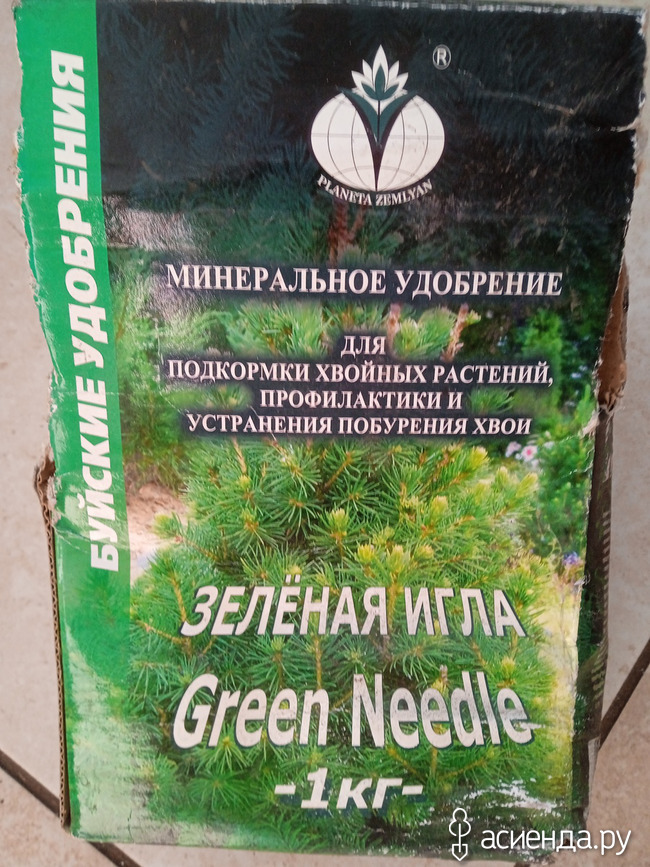 ®
PLANETA ZEMLYAN
БУЙСКИЕ УДОБРЕНИЯ
МИНЕРАЛЬНОЕ УДОБРЕНИЕ
ДЛЯ
ПОДКОРМКИ ХВОЙНЫХ РАСТЕНИЙ,
ПРОФИЛАКТИКИ И
УСТРАНЕНИЯ ПОБУРЕНИЯ ХВОИ
ЗЕЛЁНАЯ ИГЛА
Green Needle
-1кг-
асиенда.ру